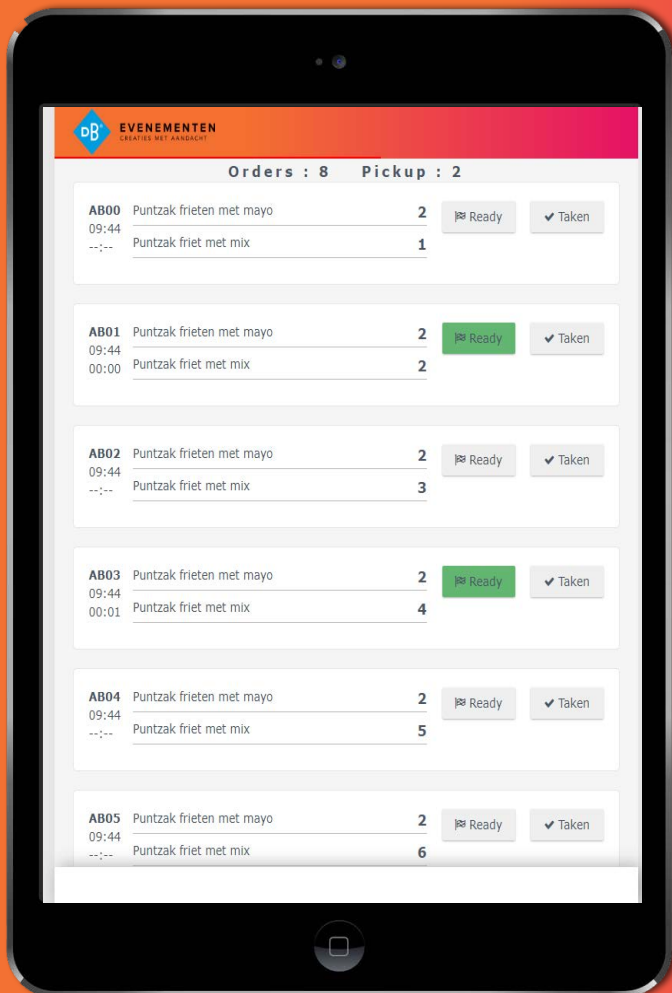 DB
EVENEMENTEN
CREATIES MET AANDACHT
Orders : 8 Pickup : 2
AB00 Puntzak frieten met mayo 2 Ready Taken
09:44
--:-- Puntzak friet met mix 1
AB01 Puntzak frieten met mayo 2 Ready Taken
09:44
00:00 Puntzak friet met mix 2
AB02 Puntzak frieten met mayo 2 Ready Taken
09:44
--:-- Puntzak friet met mix 3
AB03 Puntzak frieten met mayo 2 Ready Taken
09:44
00:01 Puntzak friet met mix 4
AB04 Puntzak frieten met mayo 2 Ready Taken
09:44
--:-- Puntzak friet met mix 5
AB05 Puntzak frieten met mayo 2 Ready Taken
09:44
--:-- Puntzak friet met mix 6